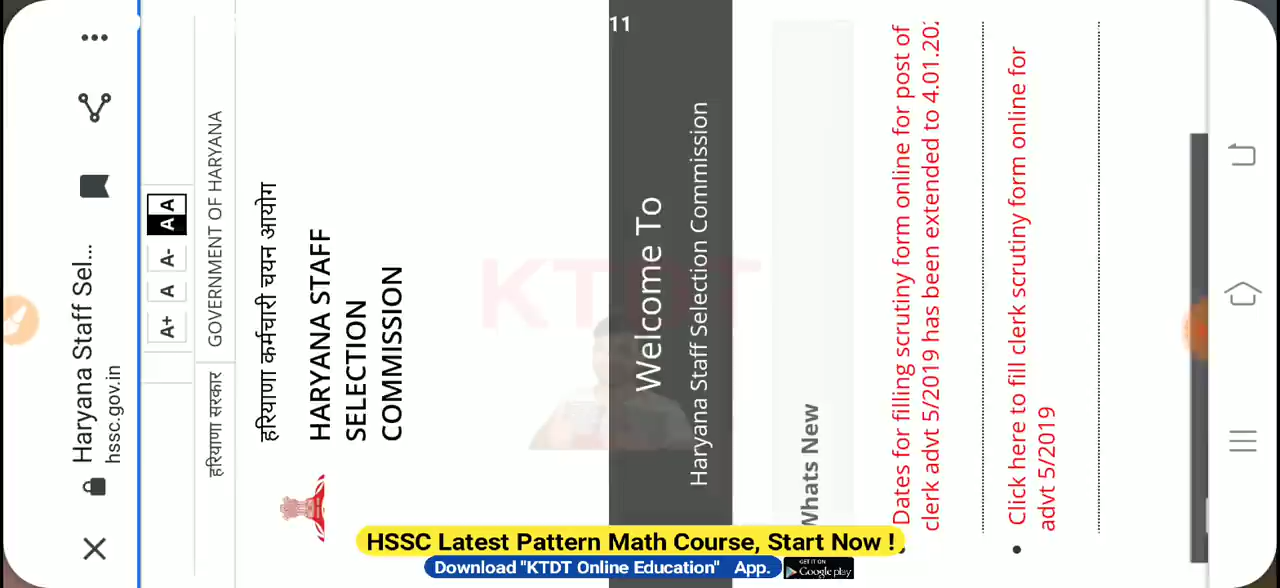 Haryana Staff Sel...
hssc.gov.in
A+ A A- A A
हरियाणा सरकार GOVERNMENT OF HARYANA
हरियाणा कर्मचारी चयन आयोग
HARYANA STAFF
SELECTION
COMMISSION
11
KTDT
Welcome To
Haryana Staff Selection Commission
Whats New
Dates for filling scrutiny form online for post of
clerk advt 5/2019 has been extended to 4.01.202
Click here to fill clerk scrutiny form online for
advt 5/2019
HSSC Latest Pattern Math Course, Start Now !
Download "KTDT Online Education" App.
GET IT ON
Google play